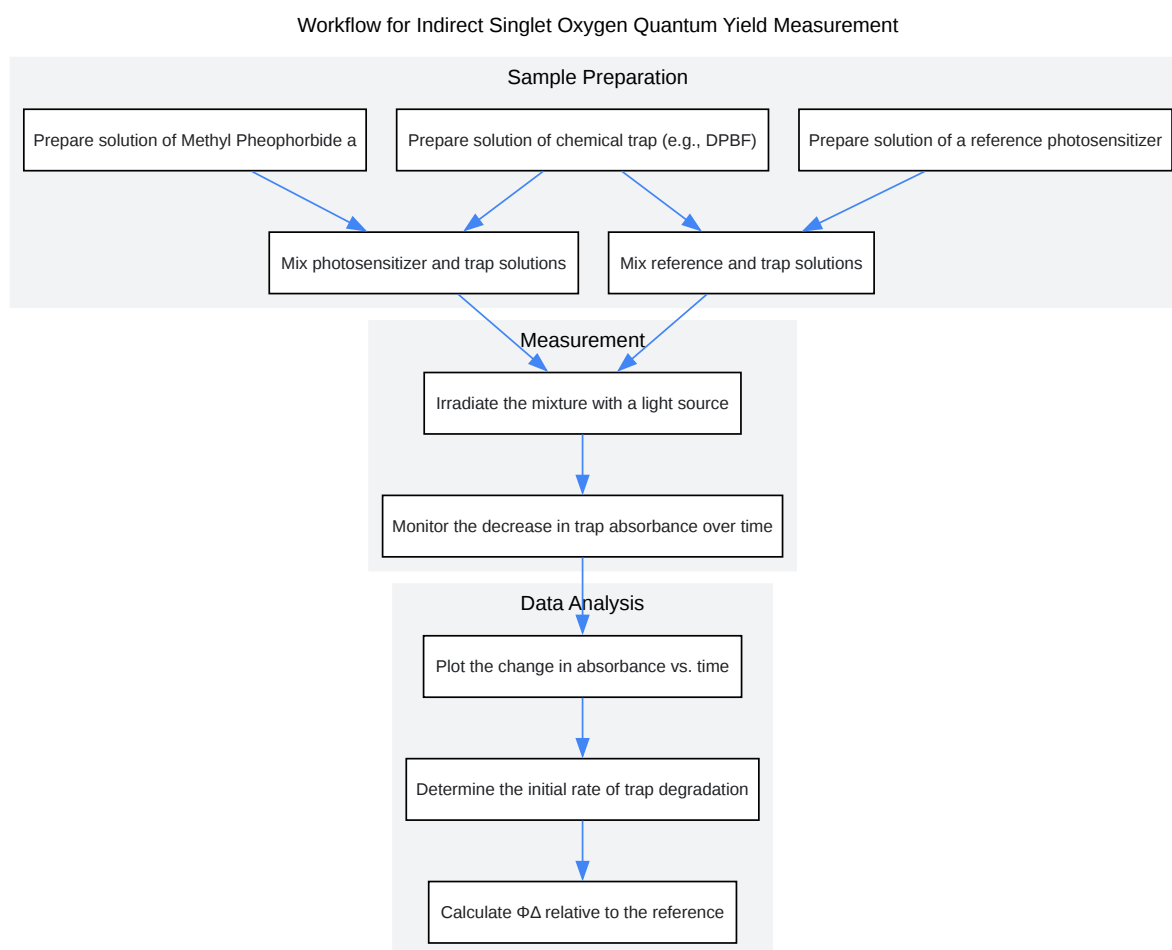 Workflow for Indirect Singlet Oxygen Quantum Yield Measurement
Sample Preparation
Prepare solution of Methyl Pheophorbide a
Prepare solution of chemical trap (e.g., DPBF)
Prepare solution of a reference photosensitizer
Mix photosensitizer and trap solutions
Mix reference and trap solutions
Measurement
Irradiate the mixture with a light source
Monitor the decrease in trap absorbance over time
Data Analysis
Plot the change in absorbance vs. time
Determine the initial rate of trap degradation
Calculate ΦΔ relative to the reference